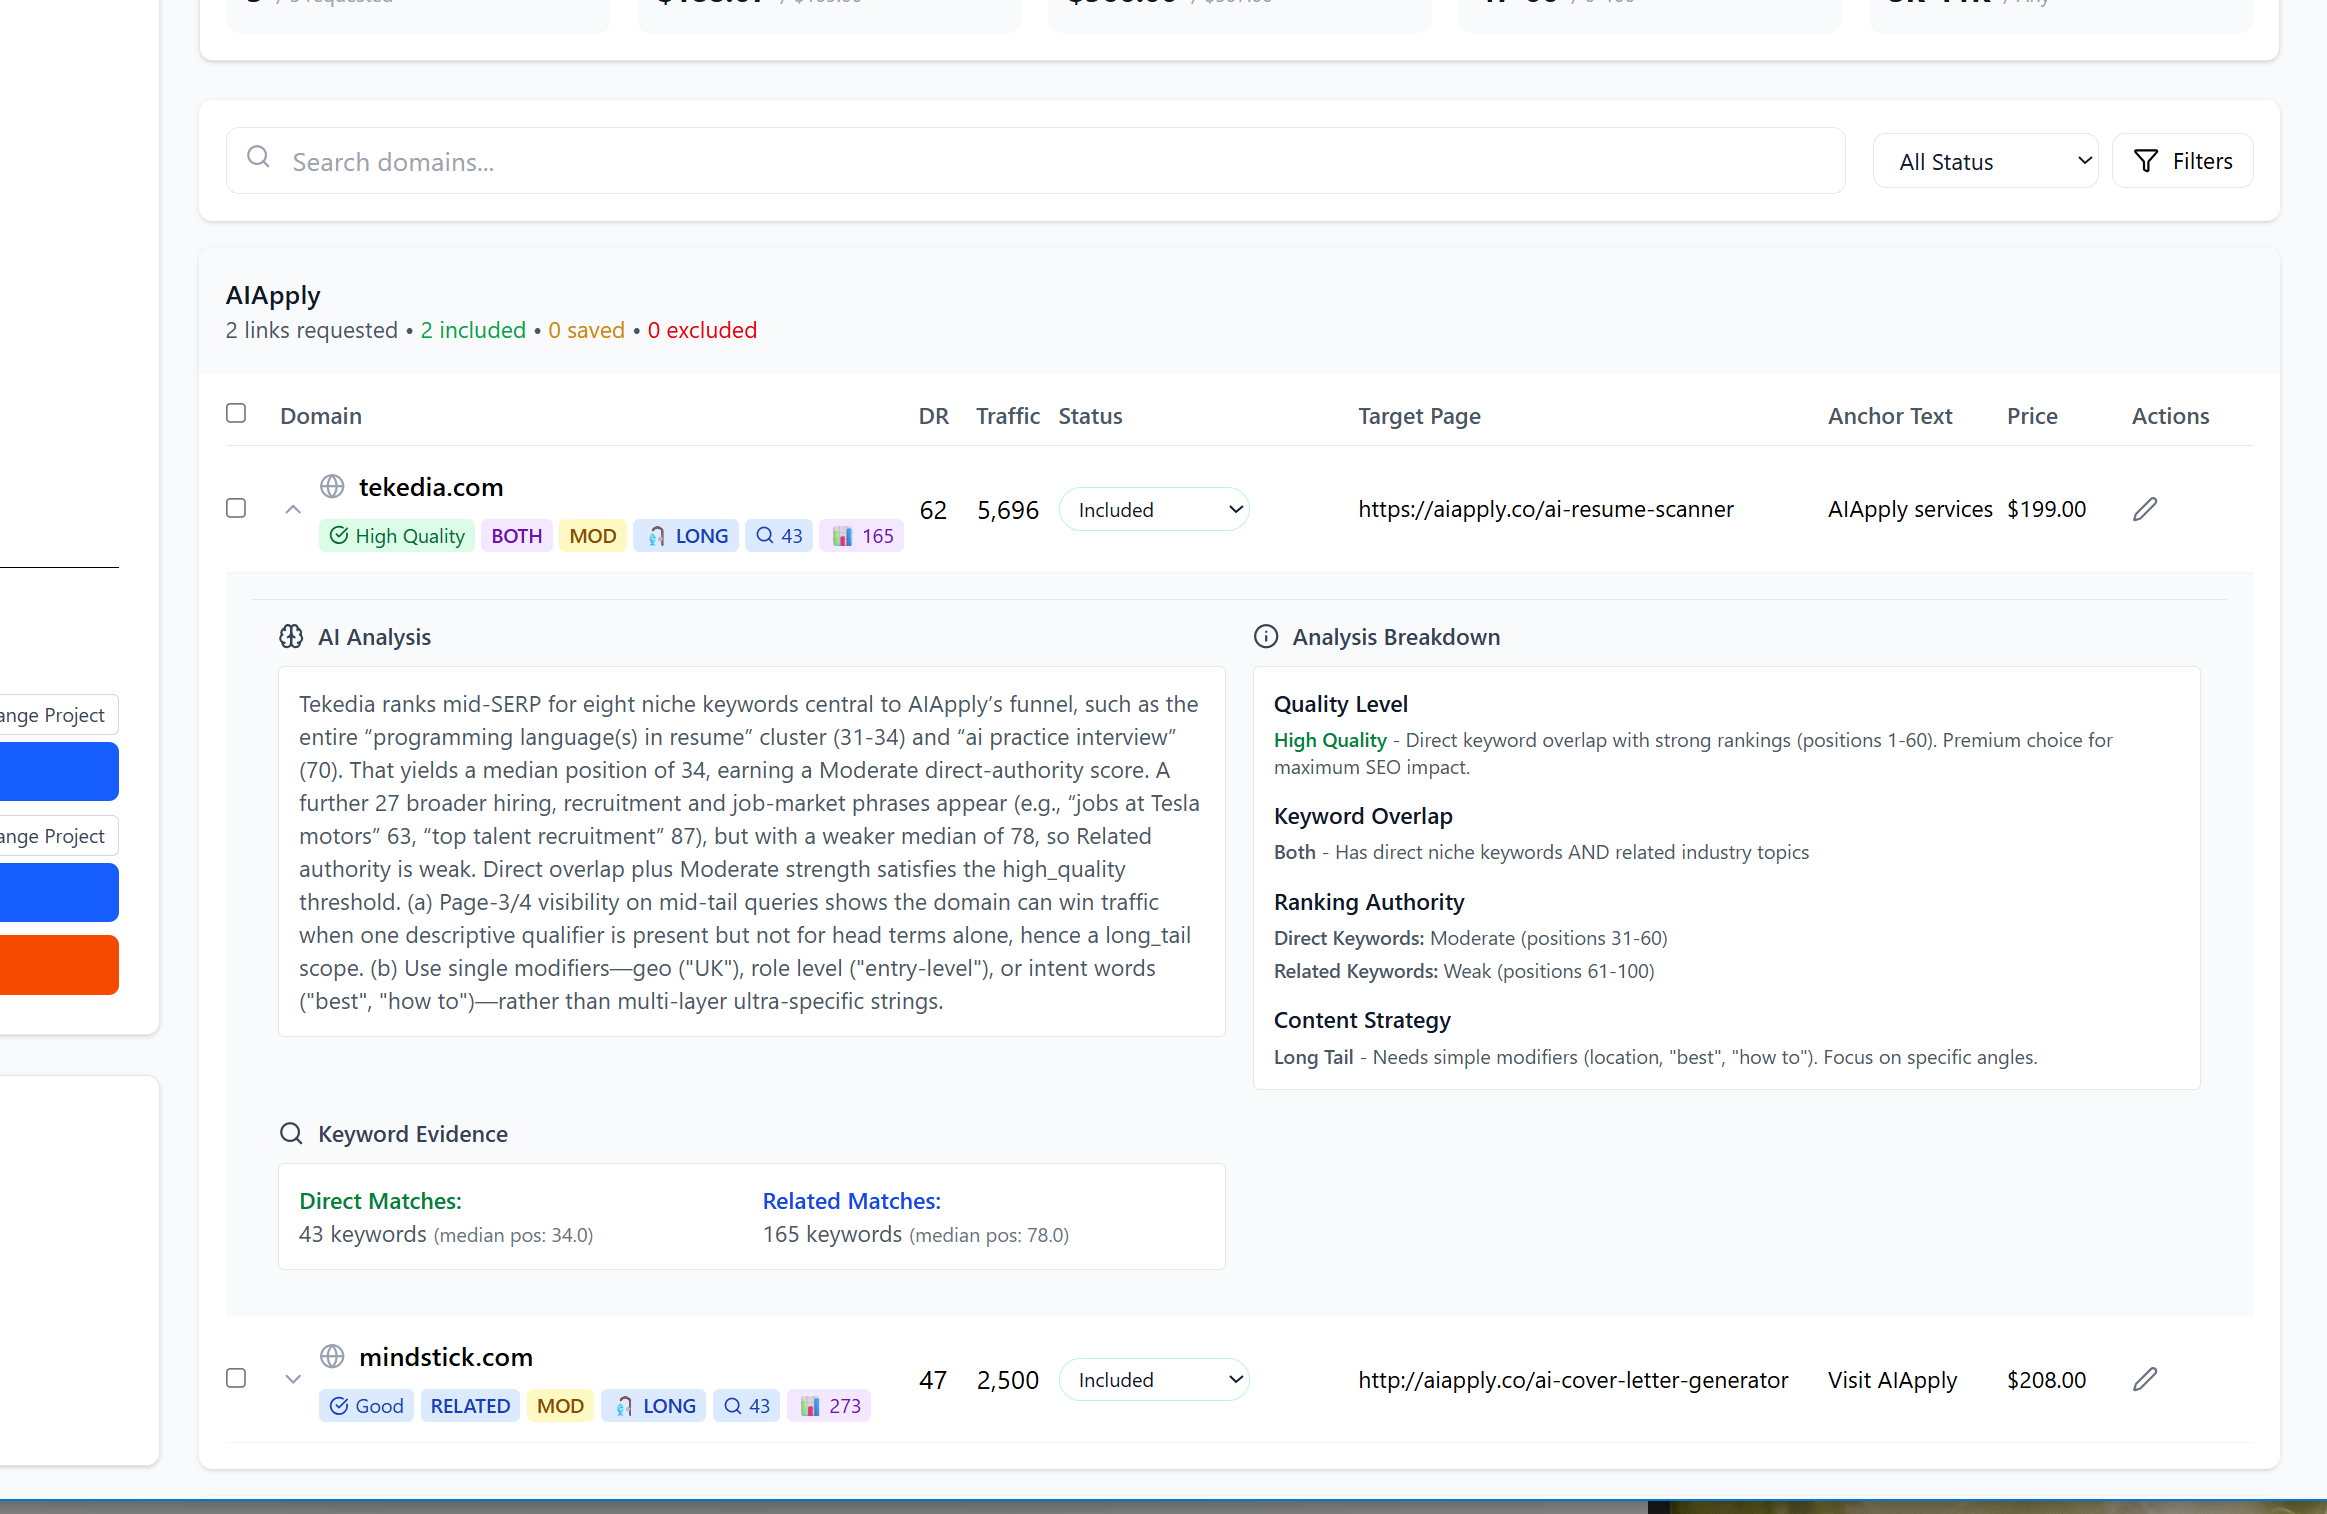 Search domains...
All Status
Filters
AIApply
2 links requested • 2 included • 0 saved • 0 excluded
Domain DR Traffic Status Target Page Anchor Text Price Actions
tekedia.com
62 5,696 Included https://aiapply.co/ai-resume-scanner AIApply services $199.00
High Quality BOTH MOD LONG 43 165
AI Analysis
Tekedia ranks mid-SERP for eight niche keywords central to AIApply’s funnel, such as the
entire “programming language(s) in resume” cluster (31-34) and “ai practice interview”
(70). That yields a median position of 34, earning a Moderate direct-authority score. A
further 27 broader hiring, recruitment and job-market phrases appear (e.g., “jobs at Tesla
motors” 63, “top talent recruitment” 87), but with a weaker median of 78, so Related
authority is weak. Direct overlap plus Moderate strength satisfies the high_quality
threshold. (a) Page-3/4 visibility on mid-tail queries shows the domain can win traffic
when one descriptive qualifier is present but not for head terms alone, hence a long_tail
scope. (b) Use single modifiers—geo ("UK"), role level ("entry-level"), or intent words
("best", "how to")—rather than multi-layer ultra-specific strings.
Analysis Breakdown
Quality Level
High Quality - Direct keyword overlap with strong rankings (positions 1-60). Premium choice for
maximum SEO impact.
Keyword Overlap
Both - Has direct niche keywords AND related industry topics
Ranking Authority
Direct Keywords: Moderate (positions 31-60)
Related Keywords: Weak (positions 61-100)
Content Strategy
Long Tail - Needs simple modifiers (location, "best", "how to"). Focus on specific angles.
Keyword Evidence
Direct Matches:
43 keywords (median pos: 34.0)
Related Matches:
165 keywords (median pos: 78.0)
mindstick.com
47 2,500 Included http://aiapply.co/ai-cover-letter-generator Visit AIApply $208.00
Good RELATED MOD LONG 43 273
ange Project
ange Project